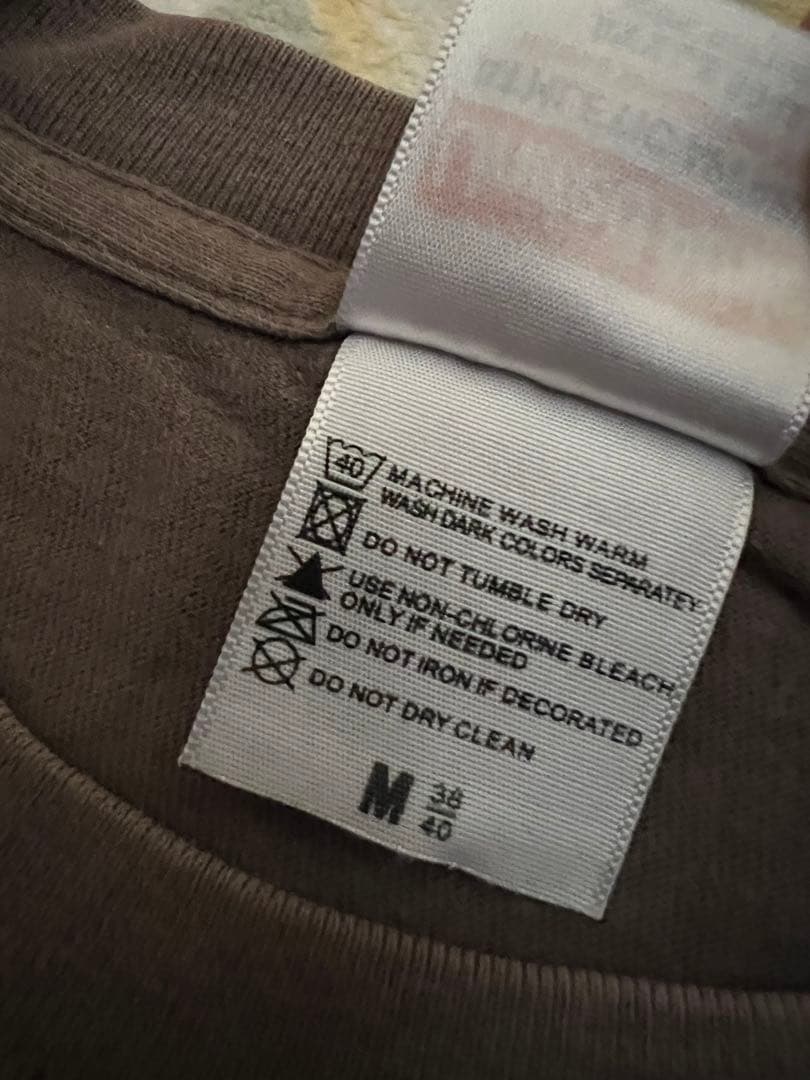 40 MACHINE WASH WARM
WASH DARK COLORS SEPARATEY
DO NOT TUMBLE DRY
USE NON-CHLORINE BLEACH
ONLY IF NEEDED
DO NOT IRON IF DECORATED
DO NOT DRY CLEAN
M 38
40